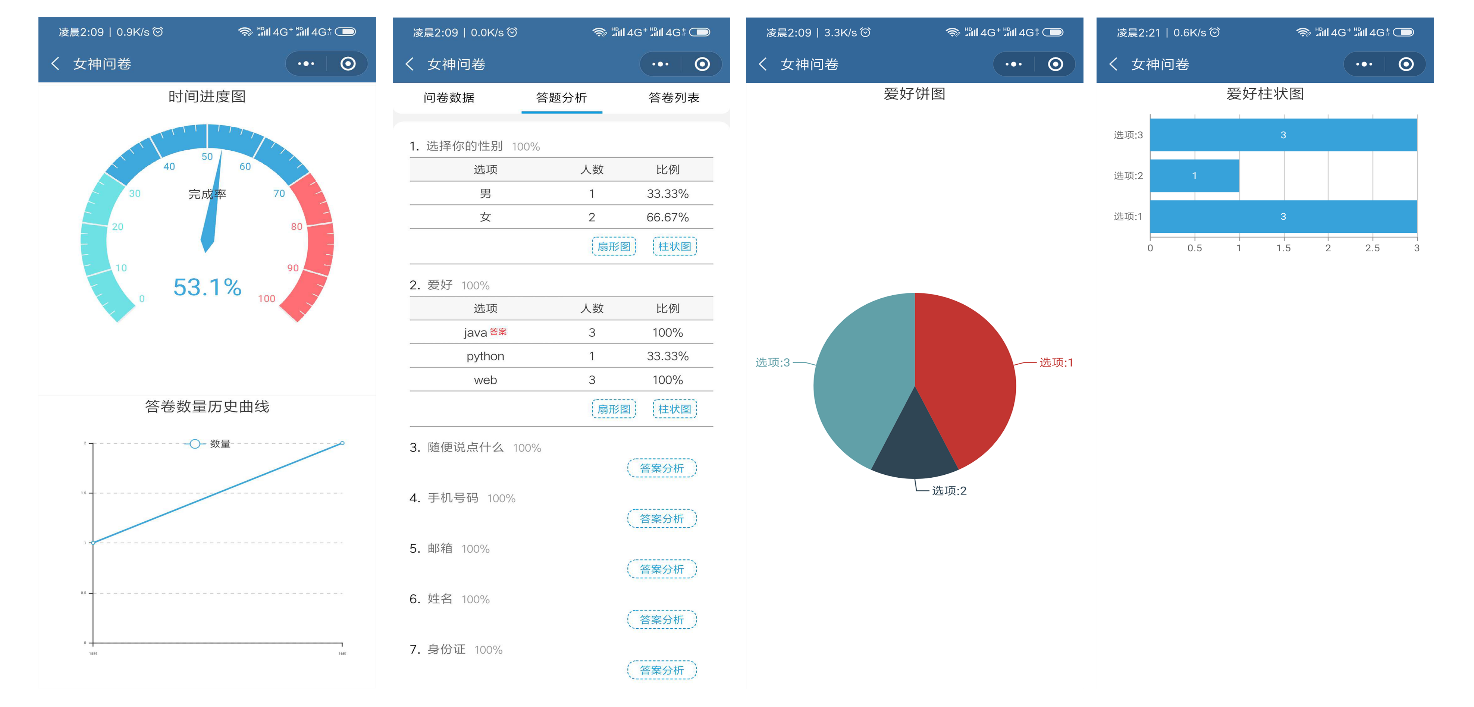 凌晨2:09 | 0.9K/s 4G+ 4G+
女神问卷
时间进度图
0
10
20
30
40
50
60
70
80
90
100
完成率
53.1%
答卷数量历史曲线
数量
凌晨2:09 | 0.0K/s 4G+ 4G+
女神问卷
问卷数据 答题分析 答卷列表
1. 选择你的性别 100%
选项 人数 比例
男 1 33.33%
女 2 66.67%
扇形图 柱状图
2. 爱好 100%
选项 人数 比例
java 答案 3 100%
python 1 33.33%
web 3 100%
扇形图 柱状图
3. 随便说点什么 100%
答案分析
4. 手机号码 100%
答案分析
5. 邮箱 100%
答案分析
6. 姓名 100%
答案分析
7. 身份证 100%
答案分析
凌晨2:09 | 3.3K/s 4G+ 4G+
女神问卷
爱好饼图
选项:3
选项:1
选项:2
凌晨2:21 | 0.6K/s 4G+ 4G+
女神问卷
爱好柱状图
选项:3 3
选项:2 1
选项:1 3
0 0.5 1 1.5 2 2.5 3